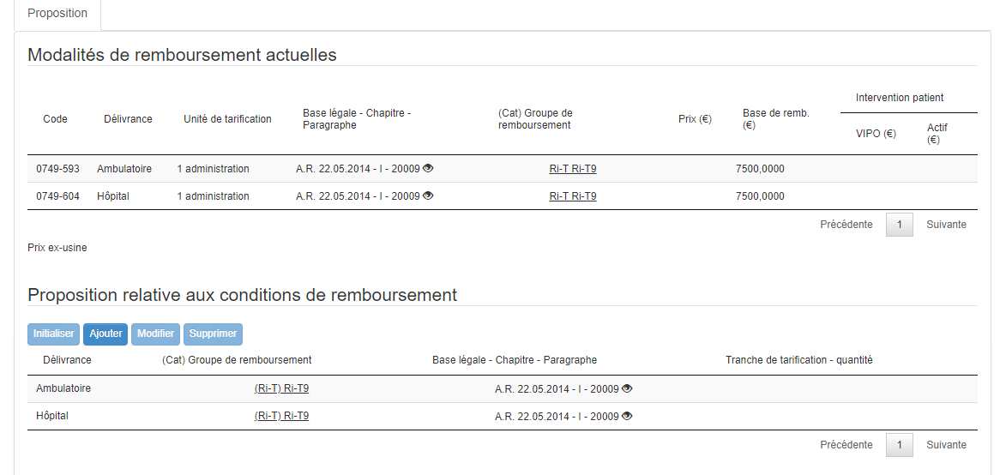 Proposition
Modalités de remboursement actuelles
Intervention patient
Code Délivrance Unité de tarification Base légale - Chapitre - Paragraphe (Cat) Groupe de remboursement Prix (€) Base de remb. (€) VIPO (€) Actif (€)
0749-593 Ambulatoire 1 administration A.R. 22.05.2014 - I - 20009 Ri-T Ri-T9 7500,0000
0749-604 Hôpital 1 administration A.R. 22.05.2014 - I - 20009 Ri-T Ri-T9 7500,0000
Précédente 1 Suivante
Prix ex-usine
Proposition relative aux conditions de remboursement
Initialiser Ajouter Modifier Supprimer
Délivrance (Cat) Groupe de remboursement Base légale - Chapitre - Paragraphe Tranche de tarification - quantité
Ambulatoire (Ri-T) Ri-T9 A.R. 22.05.2014 - I - 20009
Hôpital (Ri-T) Ri-T9 A.R. 22.05.2014 - I - 20009
Précédente 1 Suivante